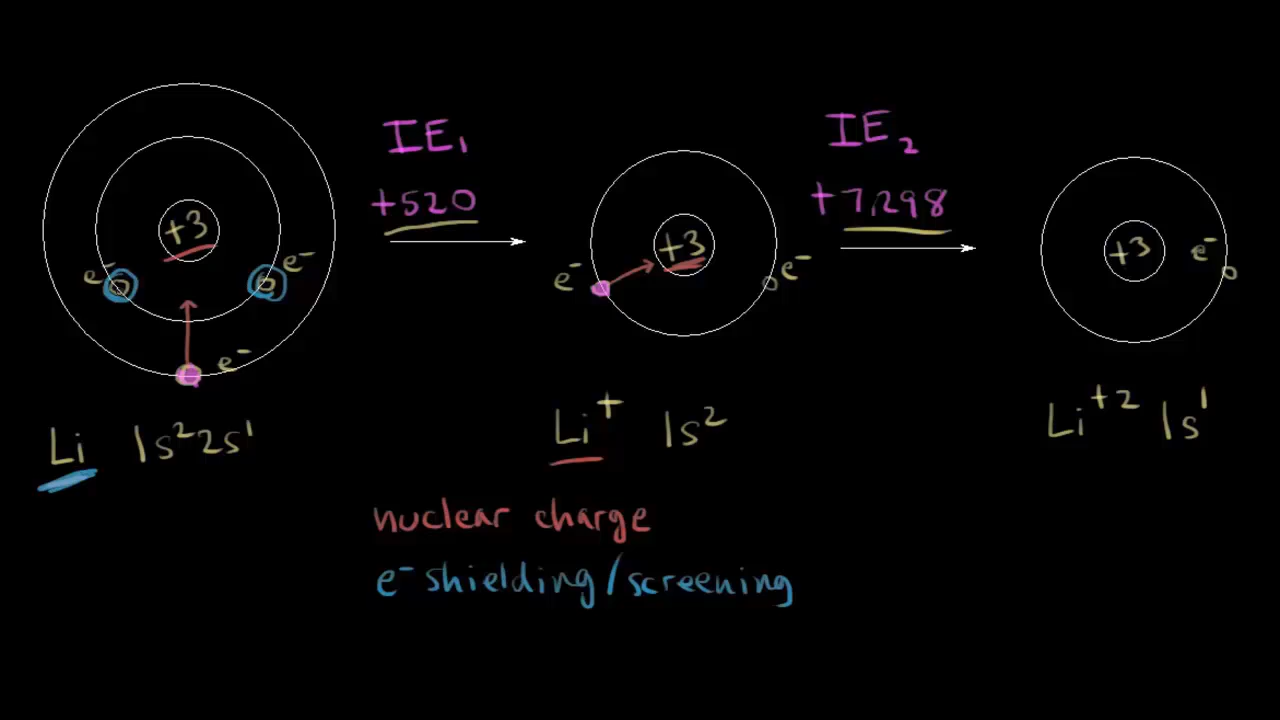 IE₁
IE₂
+520
+7,298
+3
+3
+3
e⁻
e⁻
e⁻
e⁻
e⁻
e⁻
Li 1s²2s¹
Li⁺ 1s²
Li⁺² 1s¹
nuclear charge
e⁻ shielding/screening